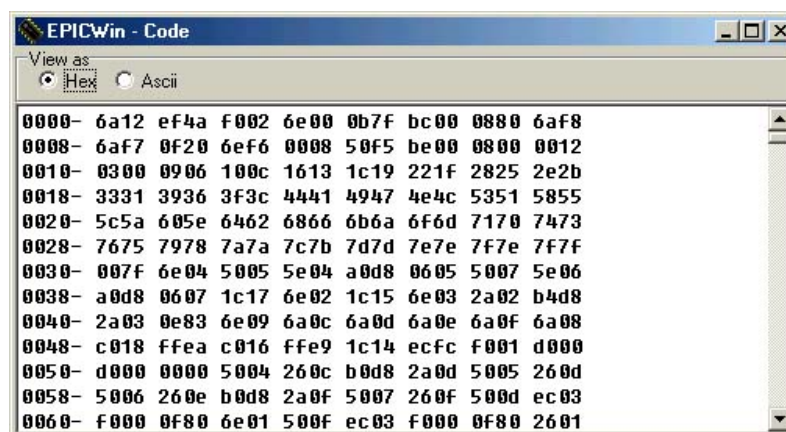 EPICWin - Code
View as
Hex Ascii
0000- 6a12 ef4a f002 6e00 0b7f bc00 0880 6af8
0008- 6af7 0f20 6ef6 0008 50f5 be00 0800 0012
0010- 0300 0906 100c 1613 1c19 221f 2825 2e2b
0018- 3331 3936 3f3c 4441 4947 4e4c 5351 5855
0020- 5c5a 605e 6462 6866 6b6a 6f6d 7170 7473
0028- 7675 7978 7a7a 7c7b 7d7d 7e7e 7f7e 7f7f
0030- 007f 6e04 5005 5e04 a0d8 0605 5007 5e06
0038- a0d8 0607 1c17 6e02 1c15 6e03 2a02 b4d8
0040- 2a03 0e83 6e09 6a0c 6a0d 6a0e 6a0f 6a08
0048- c018 ffea c016 ffe9 1c14 ecfc f001 d000
0050- d000 0000 5004 260c b0d8 2a0d 5005 260d
0058- 5006 260e b0d8 2a0f 5007 260f 500d ec03
0060- f000 0f80 6e01 500f ec03 f000 0f80 2601